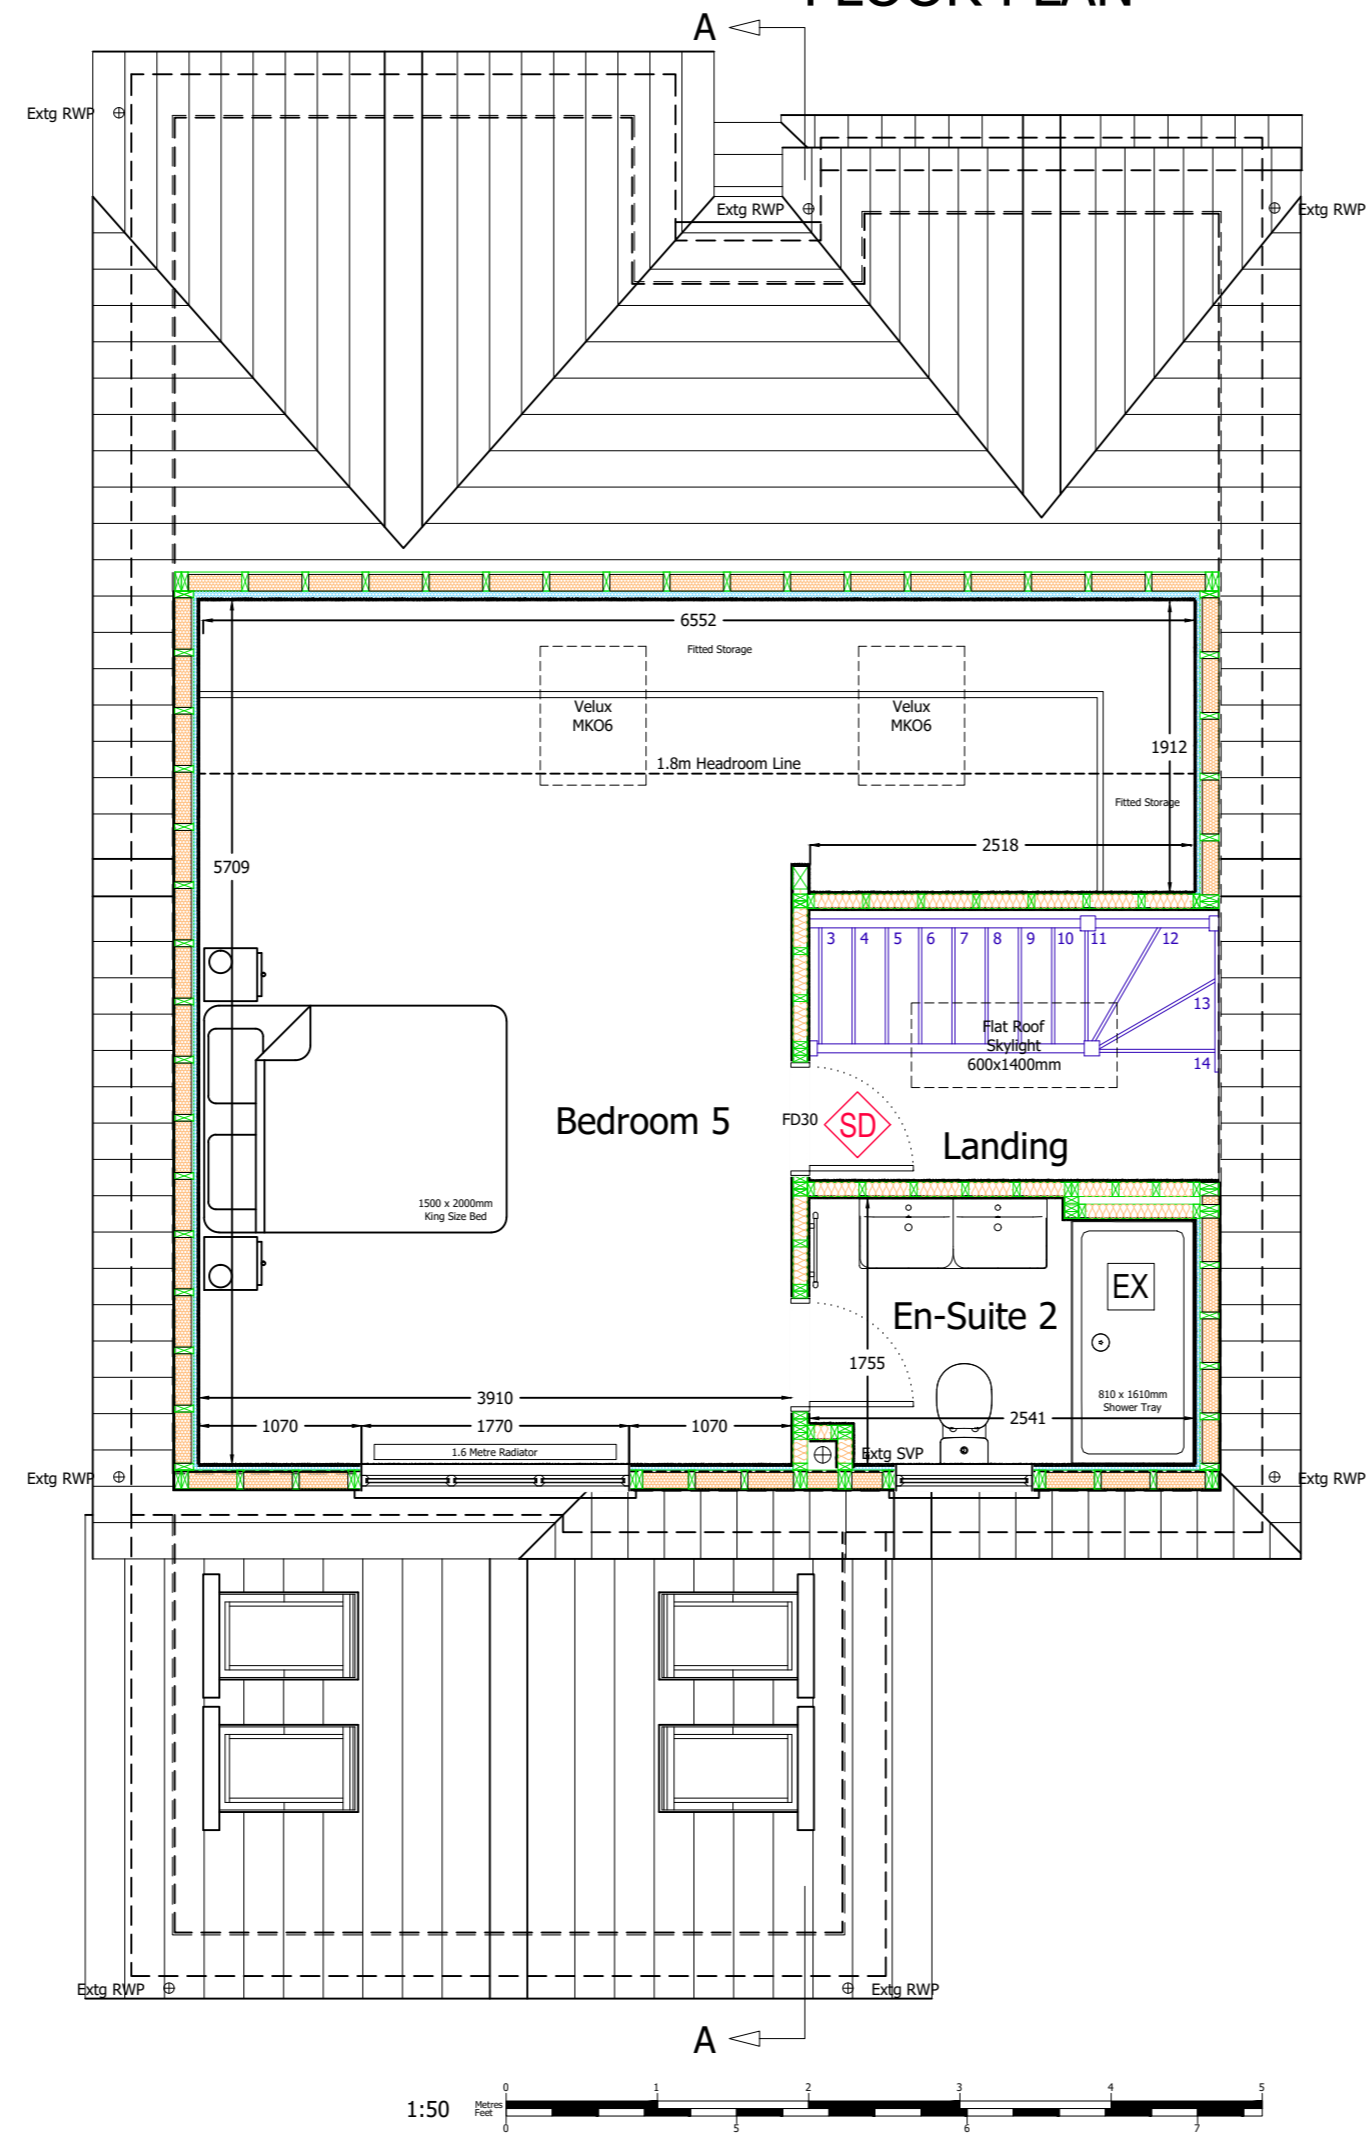 FLOOR PLAN
A
Extg RWP
Extg RWP
Extg RWP
6552
Fitted Storage
Velux
MKO6
Velux
MKO6
1912
1.8m Headroom Line
Fitted Storage
2518
5709
3 4 5 6 7 8 9 10 11 12
13
14
Flat Roof
Skylight
600x1400mm
Bedroom 5
FD30
SD
Landing
1500 x 2000mm
King Size Bed
EX
En-Suite 2
1755
810 x 1610mm
Shower Tray
3910
2541
1070
1770
1070
1.6 Metre Radiator
Extg SVP
Extg RWP
Extg RWP
Extg RWP
Extg RWP
A
1:50
Metres
Feet
0 1 2 3 4 5
0 5 6 7